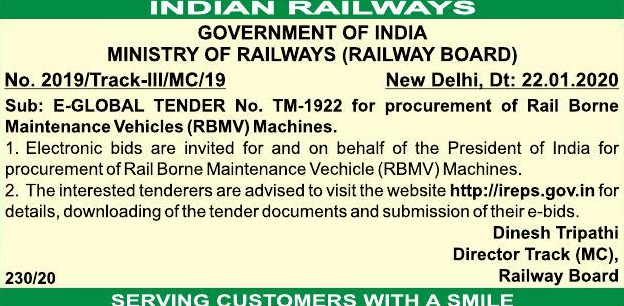 INDIAN RAILWAYS
GOVERNMENT OF INDIA
MINISTRY OF RAILWAYS (RAILWAY BOARD)
No. 2019/Track-III/MC/19 New Delhi, Dt: 22.01.2020
Sub: E-GLOBAL TENDER No. TM-1922 for procurement of Rail Borne
Maintenance Vehicles (RBMV) Machines.
1. Electronic bids are invited for and on behalf of the President of India for
procurement of Rail Borne Maintenance Vechicle (RBMV) Machines.
2. The interested tenderers are advised to visit the website http://ireps.gov.in for
details, downloading of the tender documents and submission of their e-bids.
Dinesh Tripathi
Director Track (MC),
230/20 Railway Board
SERVING CUSTOMERS WITH A SMILE